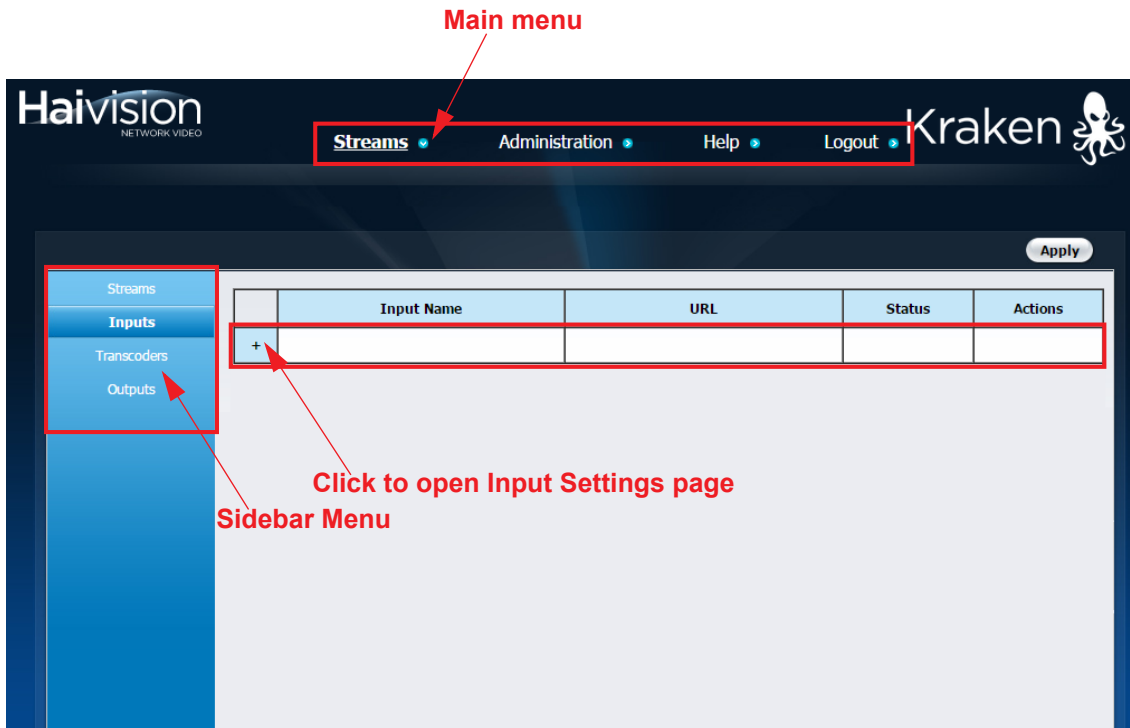 Main menu
Haivision
NETWORK VIDEO
Streams Administration Help Logout
Kraken
Apply
Streams
Inputs
Transcoders
Outputs
Input Name URL Status Actions
+
Click to open Input Settings page
Sidebar Menu